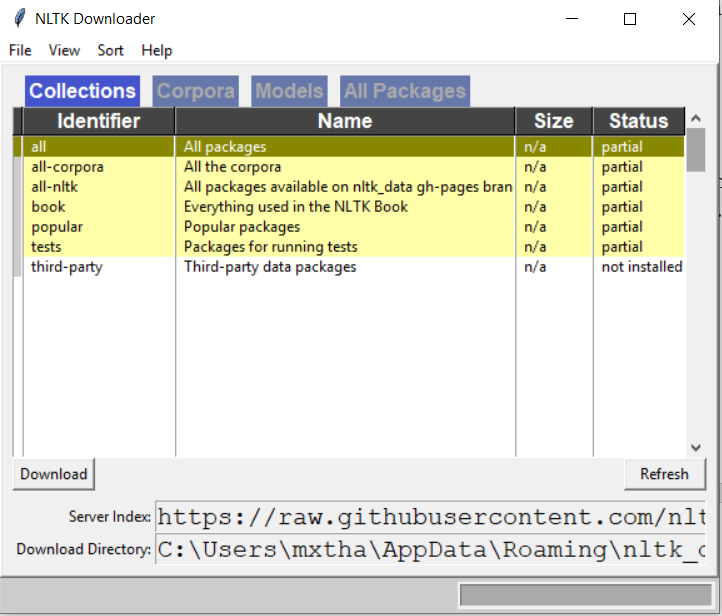 NLTK Downloader
File View Sort Help
Collections Corpora Models All Packages
Identifier Name Size Status
all All packages n/a partial
all-corpora All the corpora n/a partial
all-nltk All packages available on nltk_data gh-pages bran n/a partial
book Everything used in the NLTK Book n/a partial
popular Popular packages n/a partial
tests Packages for running tests n/a partial
third-party Third-party data packages n/a not installed
Download Refresh
Server Index: https://raw.githubusercontent.com/nlt
Download Directory: C:\Users\mxtha\AppData\Roaming\nltk_